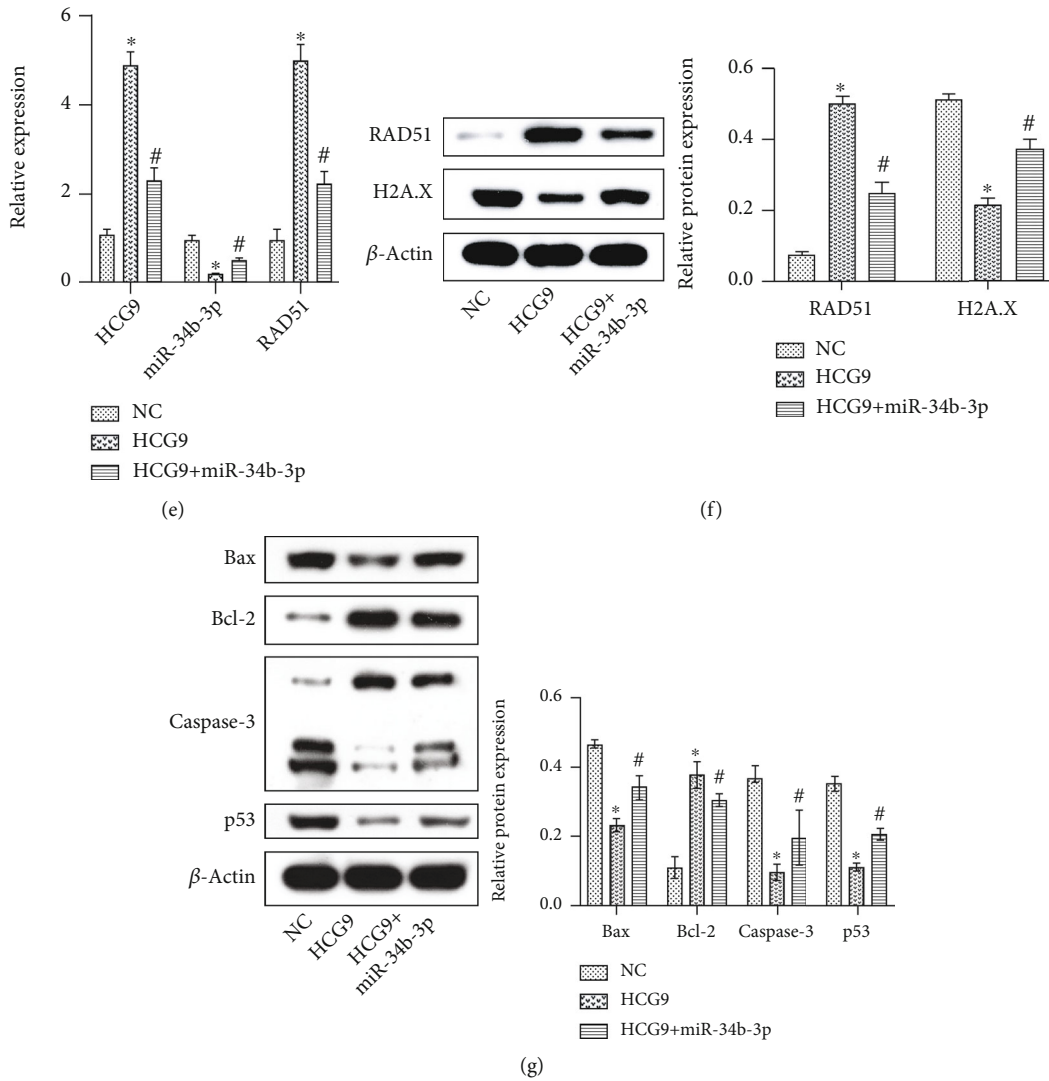 Relative expression
6
4
2
0
*
#
*
#
*
#
HCG9
miR-34b-3p
RAD51
NC
HCG9
HCG9+miR-34b-3p
(e)
RAD51
H2A.X
β-Actin
NC
HCG9
HCG9+
miR-34b-3p
Relative protein expression
0.6
0.4
0.2
0.0
*
#
*
#
RAD51
H2A.X
NC
HCG9
HCG9+miR-34b-3p
(f)
Bax
Bcl-2
Caspase-3
p53
β-Actin
NC
HCG9
HCG9+
miR-34b-3p
Relative protein expression
0.6
0.4
0.2
0.0
*
#
*
#
*
#
*
#
Bax
Bcl-2
Caspase-3
p53
NC
HCG9
HCG9+miR-34b-3p
(g)